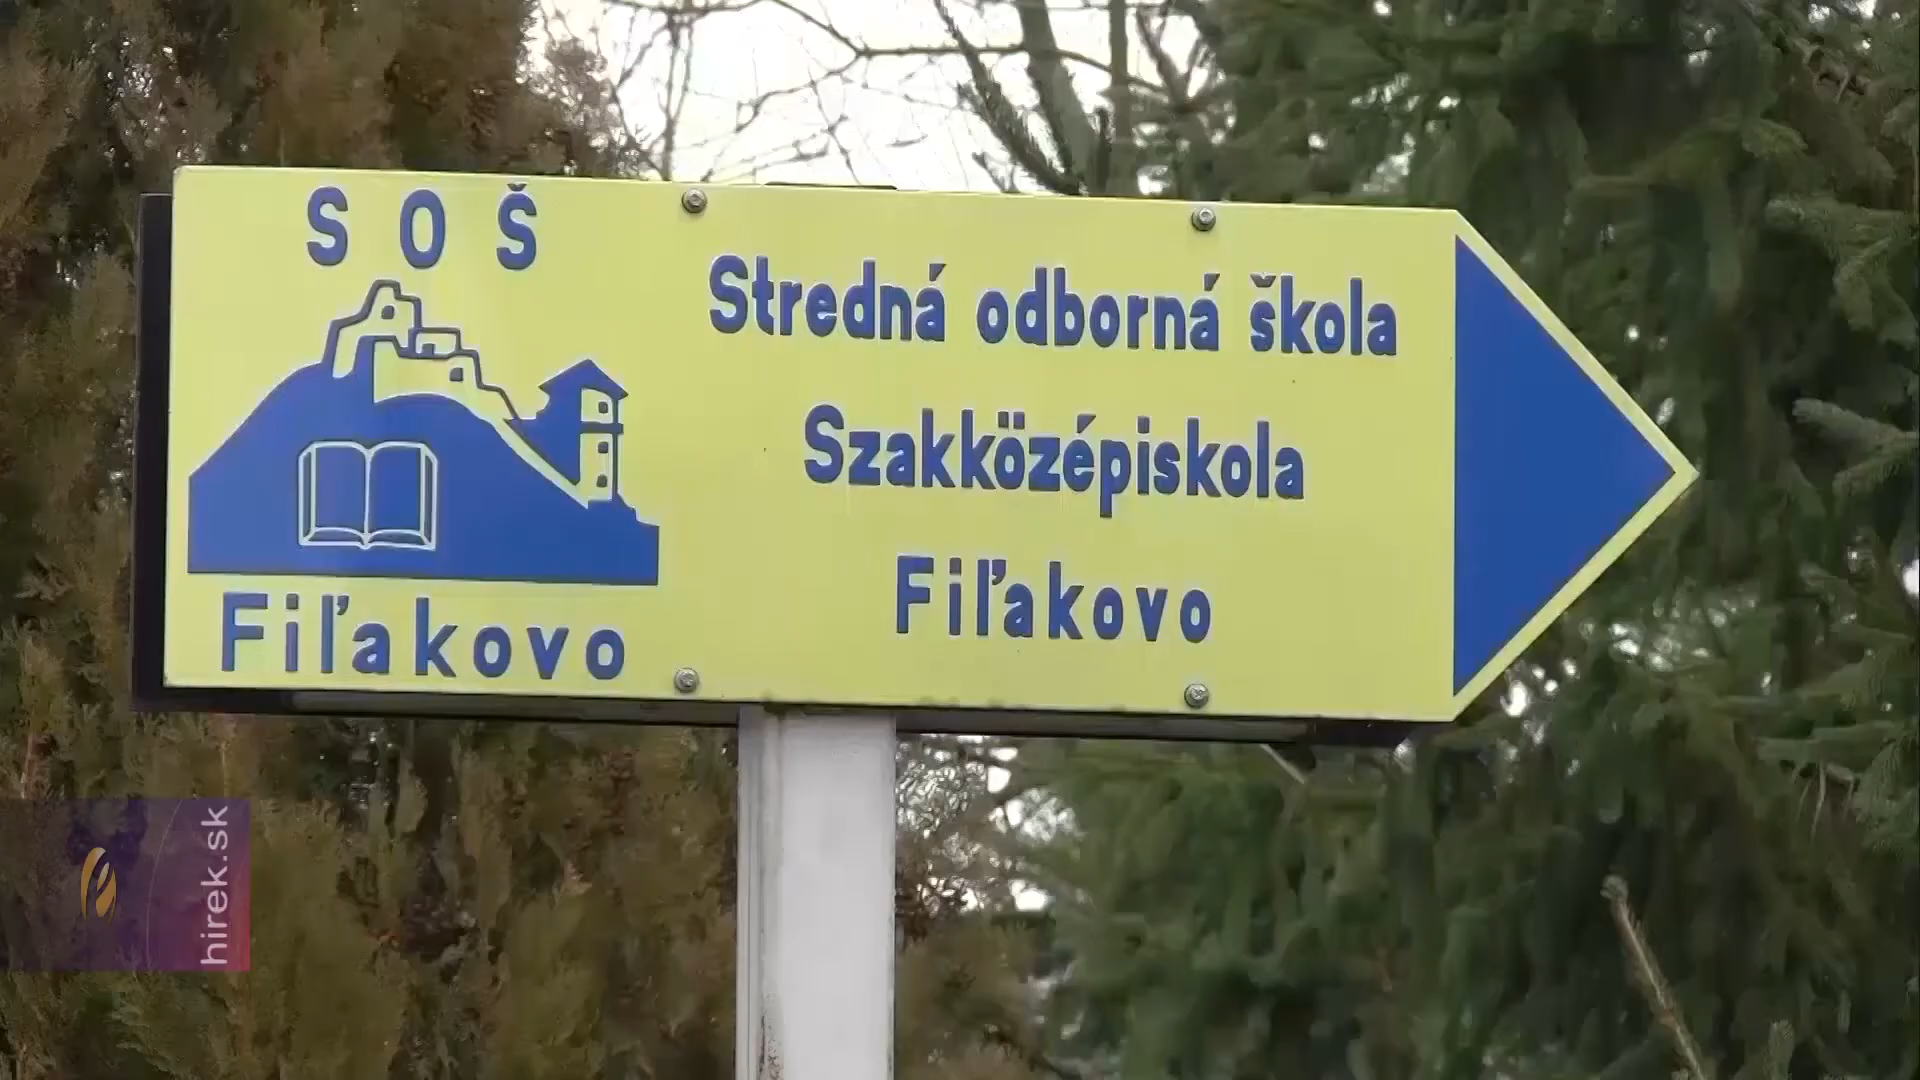 S O Š
Fiľakovo
Stredná odborná škola
Szakközépiskola
Fiľakovo
hirek.sk